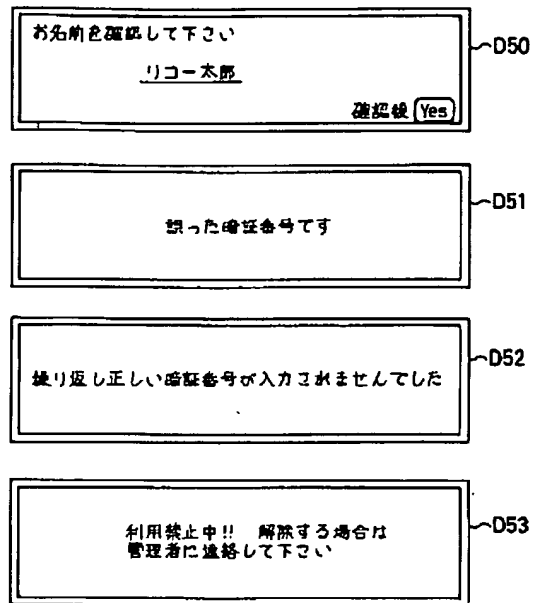 お名前を確認して下さい
リコー太郎
確認後 Yes
D50
誤った暗証番号です
D51
繰り返し正しい暗証番号が入力されませんでした
D52
利用禁止中!! 解除する場合は
管理者に連絡して下さい
D53